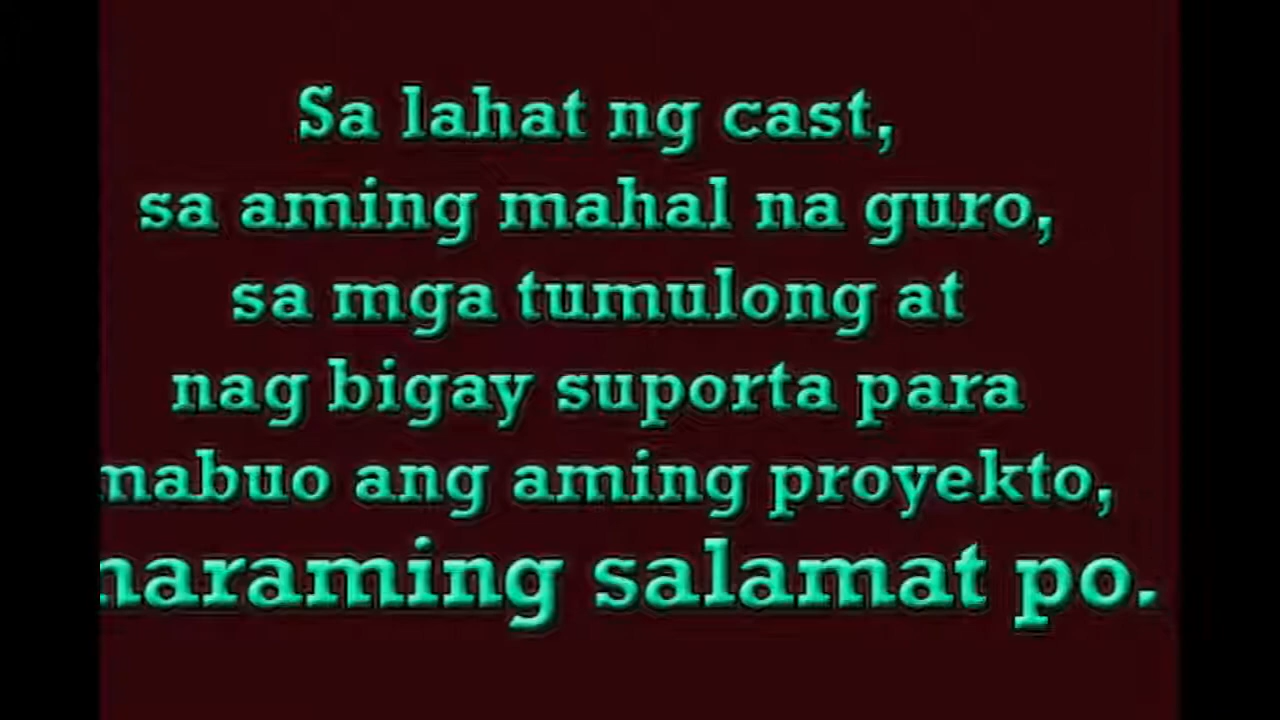 Sa lahat ng cast,
sa aming mahal na guro,
sa mga tumulong at
nag bigay suporta para
mabuo ang aming proyekto,
maraming salamat po.